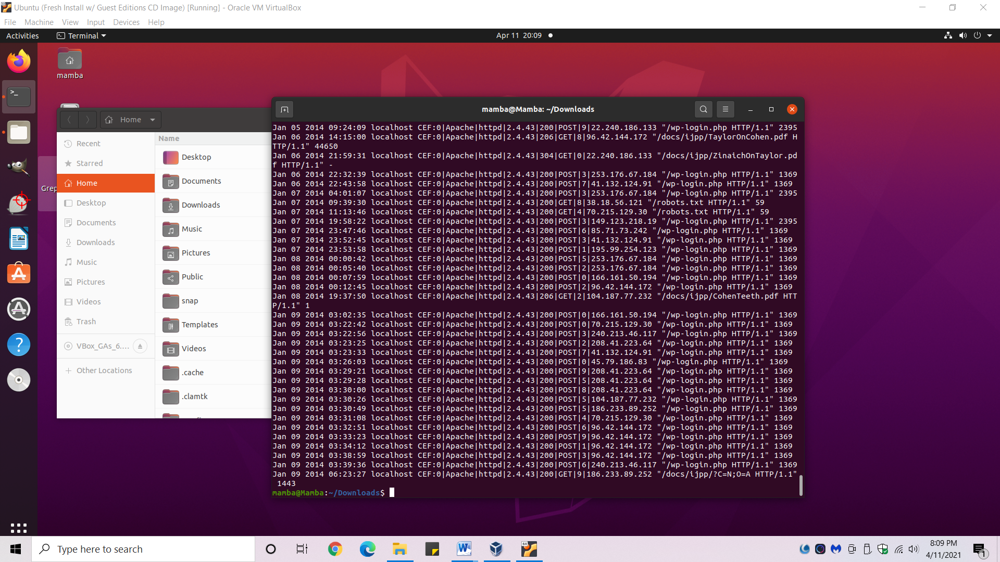 Ubuntu (Fresh Install w/ Guest Editions CD Image) [Running] - Oracle VM VirtualBox
File Machine View Input Devices Help
Activities Terminal Apr 11 20:09
mamba
Grep
Home
Recent
Starred
Home
Desktop
Documents
Downloads
Music
Pictures
Videos
Trash
VBox_GAs_6....
Other Locations
Name
Desktop
Documents
Downloads
Music
Pictures
Public
snap
Templates
Videos
.cache
.clamtk
mamba@Mamba: ~/Downloads
Jan 05 2014 09:24:09 localhost CEF:0|Apache|httpd|2.4.43|200|POST|9|22.240.186.133 "/wp-login.php HTTP/1.1" 2395
Jan 06 2014 14:15:00 localhost CEF:0|Apache|httpd|2.4.43|206|GET|8|96.42.144.172 "/docs/ijpp/TaylorOnCohen.pdf H
TTP/1.1" 44650
Jan 06 2014 21:59:31 localhost CEF:0|Apache|httpd|2.4.43|304|GET|0|22.240.186.133 "/docs/ijpp/ZinaichOnTaylor.pd
f HTTP/1.1" -
Jan 06 2014 22:32:39 localhost CEF:0|Apache|httpd|2.4.43|200|POST|3|253.176.67.184 "/wp-login.php HTTP/1.1" 1369
Jan 06 2014 22:43:58 localhost CEF:0|Apache|httpd|2.4.43|200|POST|7|41.132.124.91 "/wp-login.php HTTP/1.1" 1369
Jan 07 2014 04:01:07 localhost CEF:0|Apache|httpd|2.4.43|200|POST|3|253.176.67.184 "/wp-login.php HTTP/1.1" 2395
Jan 07 2014 09:39:30 localhost CEF:0|Apache|httpd|2.4.43|200|GET|8|38.18.56.121 "/robots.txt HTTP/1.1" 59
Jan 07 2014 11:13:46 localhost CEF:0|Apache|httpd|2.4.43|200|GET|4|70.215.129.30 "/robots.txt HTTP/1.1" 59
Jan 07 2014 19:58:22 localhost CEF:0|Apache|httpd|2.4.43|200|POST|3|149.123.218.19 "/wp-login.php HTTP/1.1" 2395
Jan 07 2014 23:47:46 localhost CEF:0|Apache|httpd|2.4.43|200|POST|6|85.71.73.242 "/wp-login.php HTTP/1.1" 1369
Jan 07 2014 23:52:45 localhost CEF:0|Apache|httpd|2.4.43|200|POST|3|41.132.124.91 "/wp-login.php HTTP/1.1" 1369
Jan 07 2014 23:53:58 localhost CEF:0|Apache|httpd|2.4.43|200|POST|1|195.99.254.123 "/wp-login.php HTTP/1.1" 1369
Jan 08 2014 00:00:42 localhost CEF:0|Apache|httpd|2.4.43|200|POST|5|253.176.67.184 "/wp-login.php HTTP/1.1" 1369
Jan 08 2014 00:05:40 localhost CEF:0|Apache|httpd|2.4.43|200|POST|2|253.176.67.184 "/wp-login.php HTTP/1.1" 1369
Jan 08 2014 00:07:59 localhost CEF:0|Apache|httpd|2.4.43|200|POST|0|166.161.50.194 "/wp-login.php HTTP/1.1" 1369
Jan 08 2014 00:12:45 localhost CEF:0|Apache|httpd|2.4.43|200|POST|2|96.42.144.172 "/wp-login.php HTTP/1.1" 1369
Jan 08 2014 19:37:50 localhost CEF:0|Apache|httpd|2.4.43|206|GET|2|104.187.77.232 "/docs/ijpp/CohenTeeth.pdf HTT
P/1.1" 1
Jan 09 2014 03:02:35 localhost CEF:0|Apache|httpd|2.4.43|200|POST|0|166.161.50.194 "/wp-login.php HTTP/1.1" 1369
Jan 09 2014 03:22:42 localhost CEF:0|Apache|httpd|2.4.43|200|POST|0|70.215.129.30 "/wp-login.php HTTP/1.1" 1369
Jan 09 2014 03:22:56 localhost CEF:0|Apache|httpd|2.4.43|200|POST|3|240.213.46.117 "/wp-login.php HTTP/1.1" 1369
Jan 09 2014 03:23:25 localhost CEF:0|Apache|httpd|2.4.43|200|POST|2|208.41.223.64 "/wp-login.php HTTP/1.1" 1369
Jan 09 2014 03:23:33 localhost CEF:0|Apache|httpd|2.4.43|200|POST|7|41.132.124.91 "/wp-login.php HTTP/1.1" 1369
Jan 09 2014 03:26:03 localhost CEF:0|Apache|httpd|2.4.43|200|POST|0|45.79.186.83 "/wp-login.php HTTP/1.1" 1369
Jan 09 2014 03:29:21 localhost CEF:0|Apache|httpd|2.4.43|200|POST|9|208.41.223.64 "/wp-login.php HTTP/1.1" 1369
Jan 09 2014 03:29:28 localhost CEF:0|Apache|httpd|2.4.43|200|POST|5|208.41.223.64 "/wp-login.php HTTP/1.1" 1369
Jan 09 2014 03:30:00 localhost CEF:0|Apache|httpd|2.4.43|200|POST|8|208.41.223.64 "/wp-login.php HTTP/1.1" 1369
Jan 09 2014 03:30:26 localhost CEF:0|Apache|httpd|2.4.43|200|POST|5|104.187.77.232 "/wp-login.php HTTP/1.1" 1369
Jan 09 2014 03:30:49 localhost CEF:0|Apache|httpd|2.4.43|200|POST|5|186.233.89.252 "/wp-login.php HTTP/1.1" 1369
Jan 09 2014 03:31:08 localhost CEF:0|Apache|httpd|2.4.43|200|POST|4|70.215.129.30 "/wp-login.php HTTP/1.1" 1369
Jan 09 2014 03:32:51 localhost CEF:0|Apache|httpd|2.4.43|200|POST|6|96.42.144.172 "/wp-login.php HTTP/1.1" 1369
Jan 09 2014 03:33:23 localhost CEF:0|Apache|httpd|2.4.43|200|POST|9|96.42.144.172 "/wp-login.php HTTP/1.1" 1369
Jan 09 2014 03:34:12 localhost CEF:0|Apache|httpd|2.4.43|200|POST|1|96.42.144.172 "/wp-login.php HTTP/1.1" 1369
Jan 09 2014 03:38:59 localhost CEF:0|Apache|httpd|2.4.43|200|POST|3|96.42.144.172 "/wp-login.php HTTP/1.1" 1369
Jan 09 2014 03:39:36 localhost CEF:0|Apache|httpd|2.4.43|200|POST|6|240.213.46.117 "/wp-login.php HTTP/1.1" 1369
Jan 09 2014 06:23:27 localhost CEF:0|Apache|httpd|2.4.43|200|GET|9|186.233.89.252 "/docs/ijpp/?C=N;O=A HTTP/1.1"
1443
mamba@Mamba:~/Downloads$
Type here to search
8:09 PM
4/11/2021
1